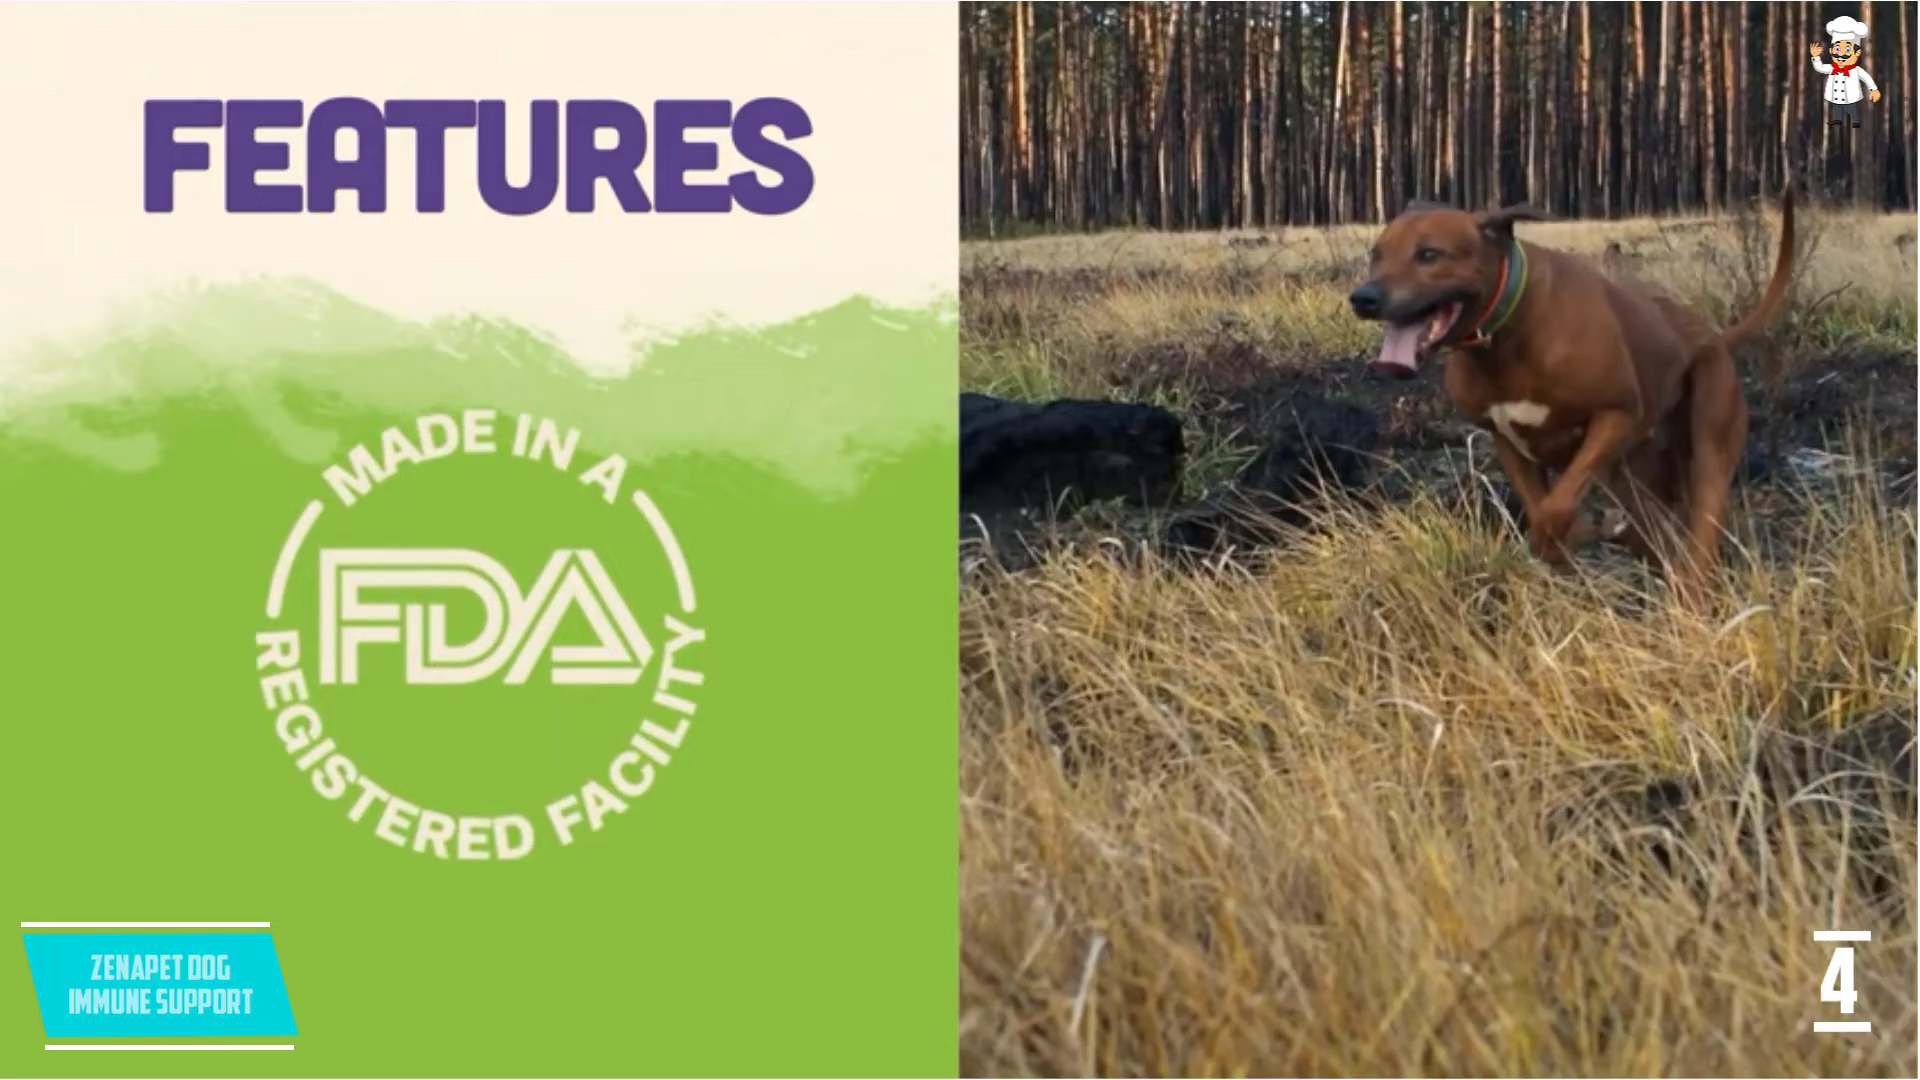 FEATURES
MADE IN A
FDA
REGISTERED FACILITY
ZENAPET DOG
IMMUNE SUPPORT
4